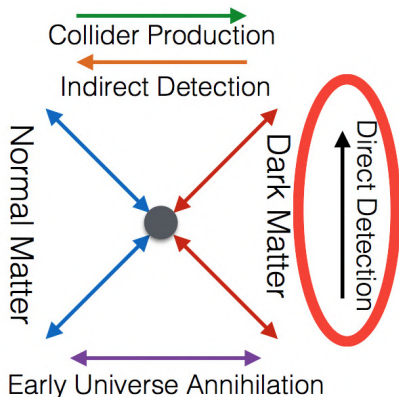 Collider Production
Indirect Detection
Normal Matter
Dark Matter
Direct Detection
Early Universe Annihilation